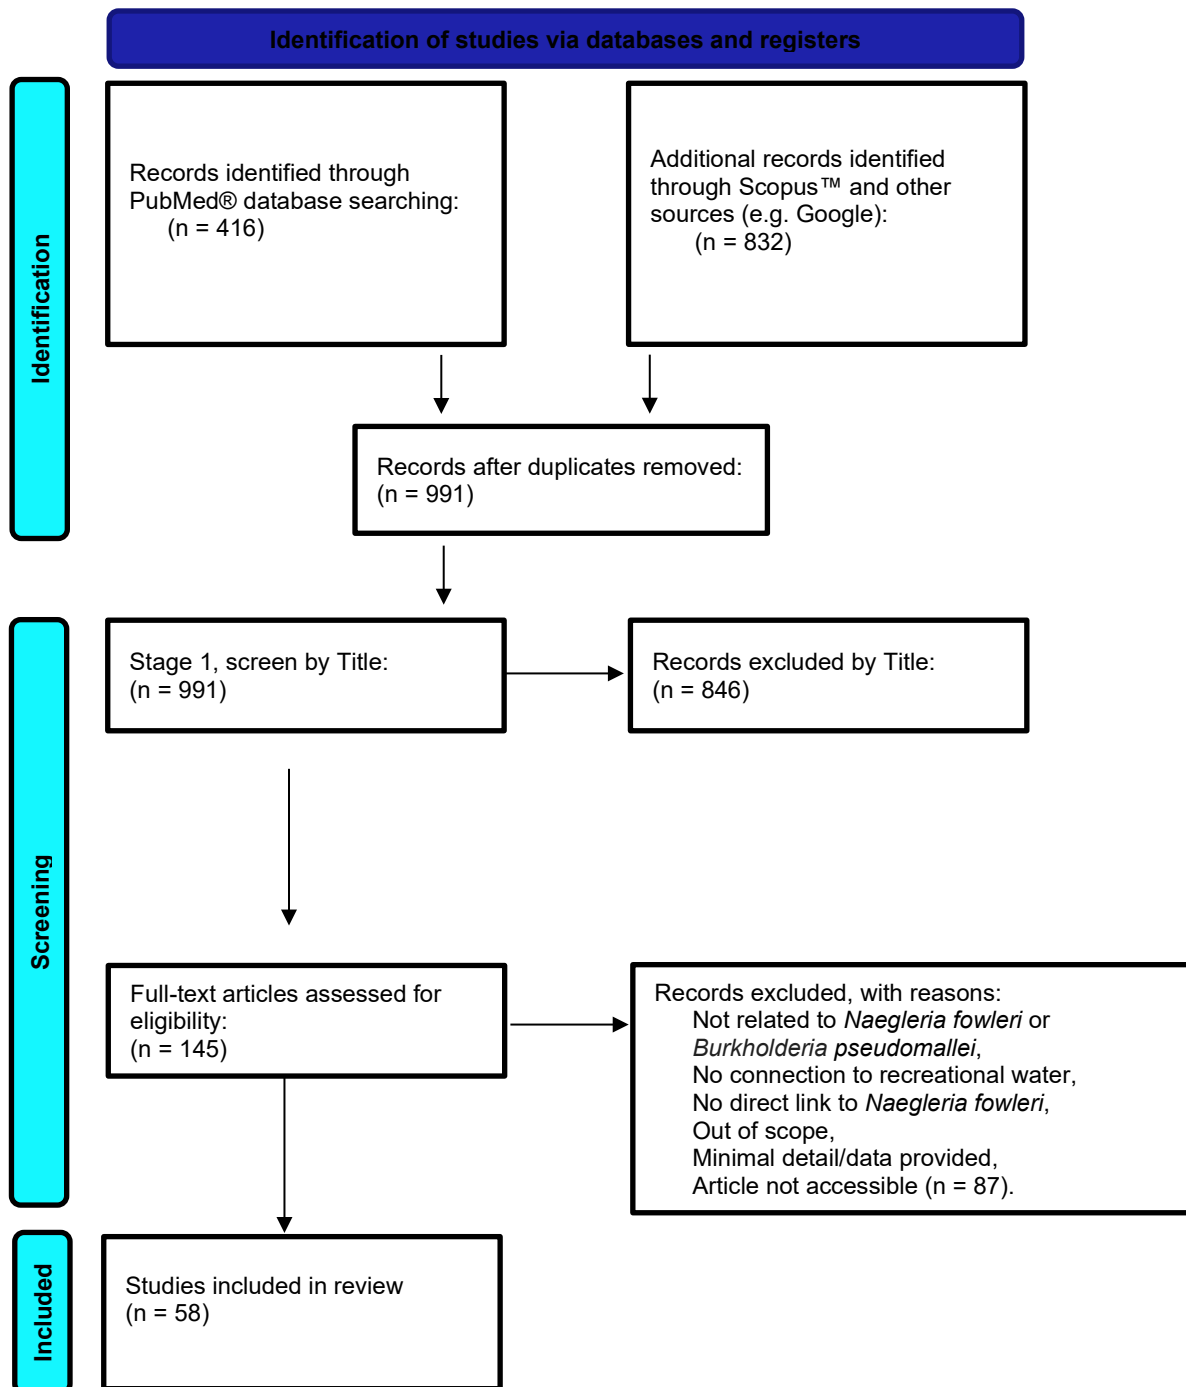 Identification of studies via databases and registers
Identification
Records identified through
PubMed® database searching:
(n = 416)
Additional records identified
through Scopus™ and other
sources (e.g. Google):
(n = 832)
Records after duplicates removed:
(n = 991)
Screening
Stage 1, screen by Title:
(n = 991)
Records excluded by Title:
(n = 846)
Full-text articles assessed for
eligibility:
(n = 145)
Records excluded, with reasons:
Not related to Naegleria fowleri or
Burkholderia pseudomallei,
No connection to recreational water,
No direct link to Naegleria fowleri,
Out of scope,
Minimal detail/data provided,
Article not accessible (n = 87).
Included
Studies included in review
(n = 58)